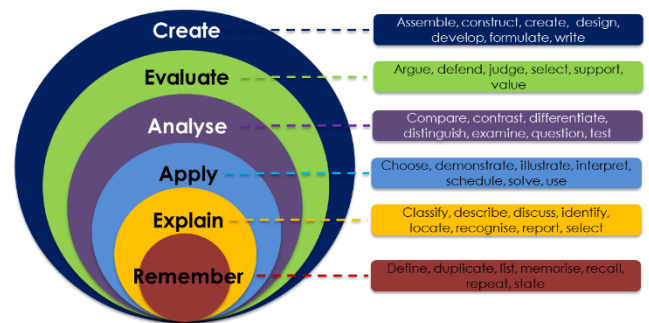 Create
Assemble, construct, create, design,
develop, formulate, write
Evaluate
Argue, defend, judge, select, support,
value
Analyse
Compare, contrast, differentiate,
distinguish, examine, question, test
Apply
Choose, demonstrate, illustrate, interpret,
schedule, solve, use
Explain
Classify, describe, discuss, identify,
locate, recognise, report, select
Remember
Define, duplicate, list, memorise, recall,
repeat, state